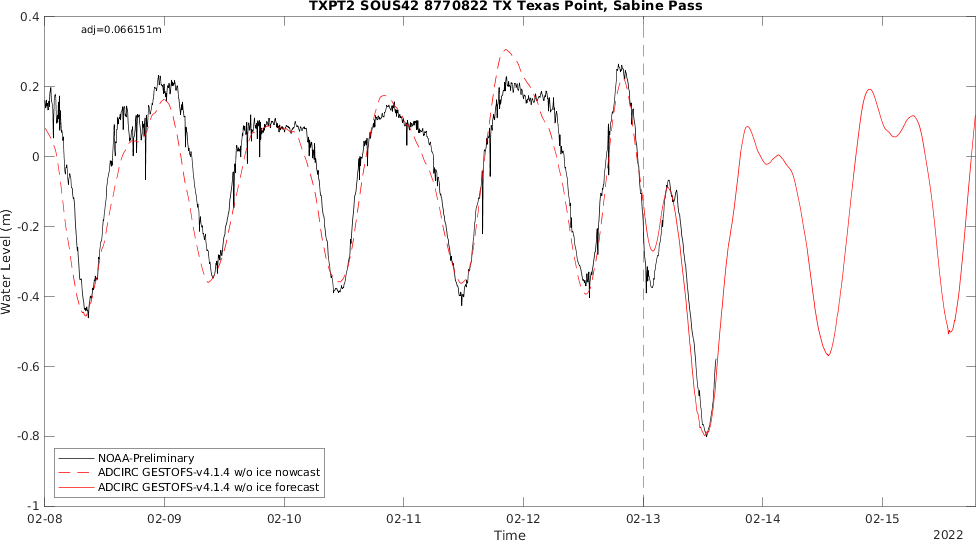 TXPT2 SOUS42 8770822 TX Texas Point, Sabine Pass
adj=0.066151m
0.4
0.2
0
-0.2
-0.4
-0.6
-0.8
-1
Water Level (m)
NOAA-Preliminary
ADCIRC GESTOFS-v4.1.4 w/o ice nowcast
ADCIRC GESTOFS-v4.1.4 w/o ice forecast
02-08 02-09 02-10 02-11 02-12 02-13 02-14 02-15
Time
2022